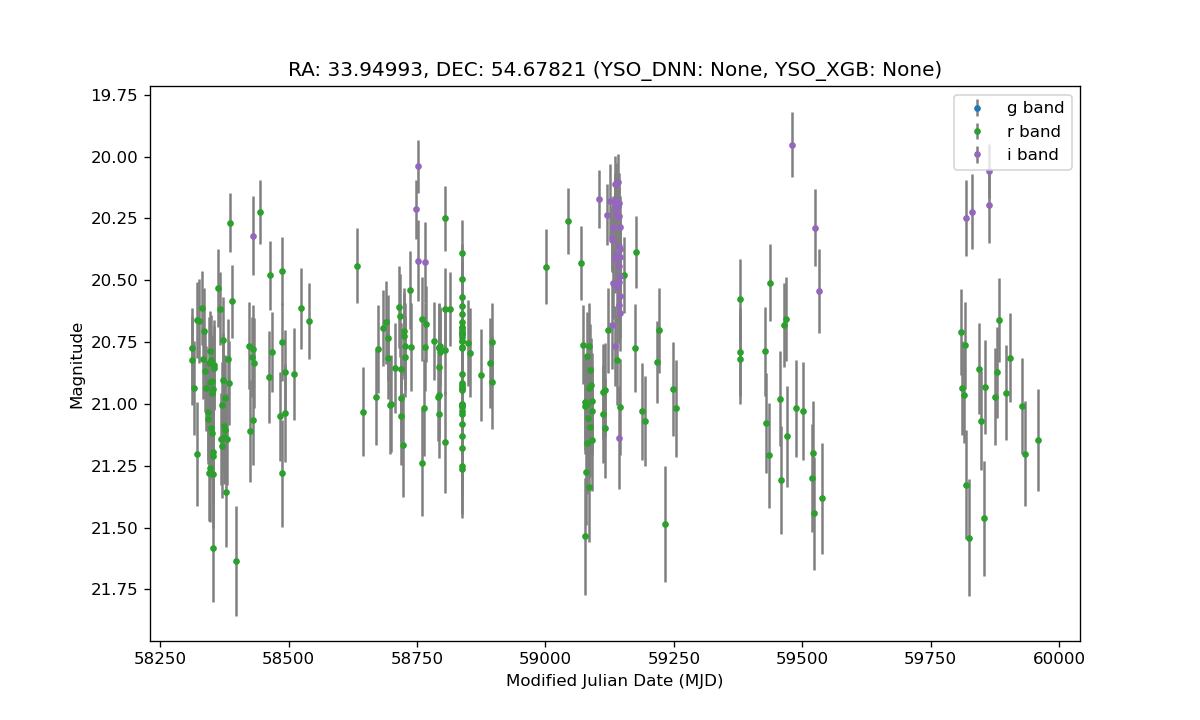 RA: 33.94993, DEC: 54.67821 (YSO_DNN: None, YSO_XGB: None)
g band
r band
i band
19.75
20.00
20.25
20.50
20.75
21.00
21.25
21.50
21.75
Magnitude
58250 58500 58750 59000 59250 59500 59750 60000
Modified Julian Date (MJD)